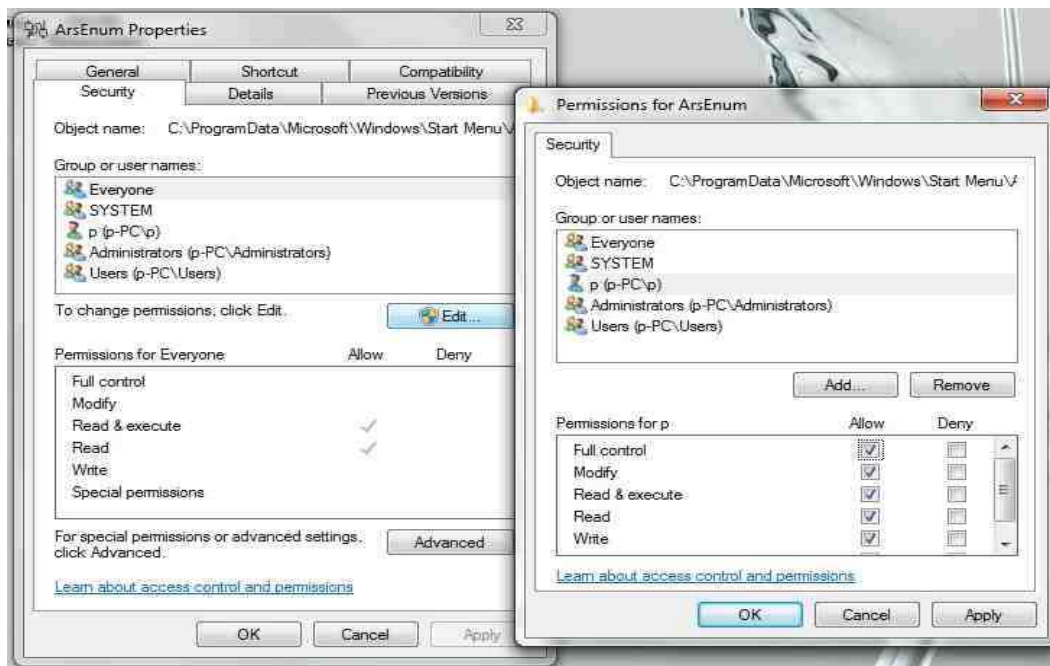 ArsEnum Properties
General
Shortcut
Compatibility
Security
Details
Previous Versions
Object name: C:\ProgramData\Microsoft\Windows\Start Menu\
Group or user names:
Everyone
SYSTEM
p (p-PC\p)
Administrators (p-PC\Administrators)
Users (p-PC\Users)
To change permissions, click Edit.
Edit...
Permissions for Everyone Allow Deny
Full control
Modify
Read & execute
Read
Write
Special permissions
For special permissions or advanced settings,
click Advanced.
Advanced
Learn about access control and permissions
OK
Cancel
Apply
Permissions for ArsEnum
Security
Object name: C:\ProgramData\Microsoft\Windows\Start Menu\
Group or user names:
Everyone
SYSTEM
p (p-PC\p)
Administrators (p-PC\Administrators)
Users (p-PC\Users)
Add...
Remove
Permissions for p Allow Deny
Full control
Modify
Read & execute
Read
Write
Learn about access control and permissions
OK
Cancel
Apply